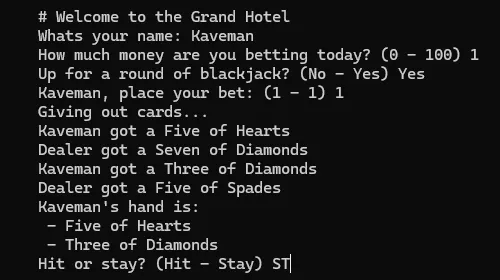 # Welcome to the Grand Hotel
Whats your name: Kaveman
How much money are you betting today? (0 - 100) 1
Up for a round of blackjack? (No - Yes) Yes
Kaveman, place your bet: (1 - 1) 1
Giving out cards...
Kaveman got a Five of Hearts
Dealer got a Seven of Diamonds
Kaveman got a Three of Diamonds
Dealer got a Five of Spades
Kaveman's hand is:
- Five of Hearts
- Three of Diamonds
Hit or stay? (Hit - Stay) ST